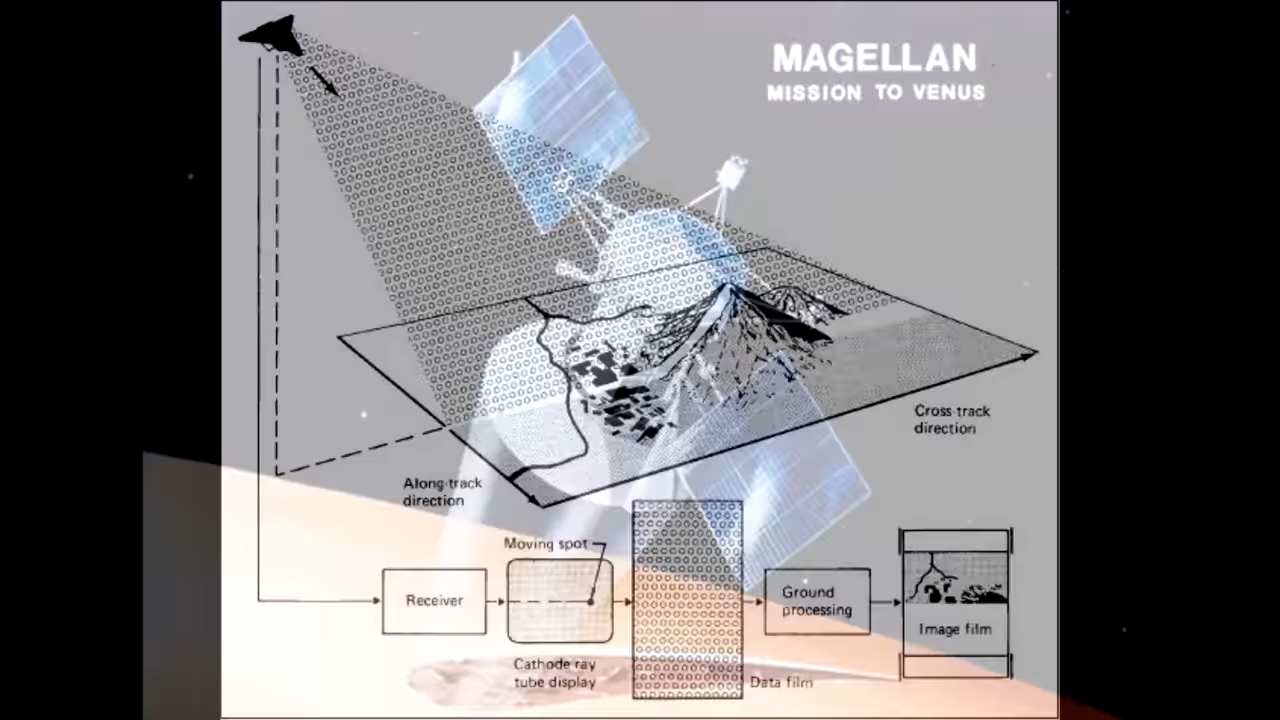 MAGELLAN
MISSION TO VENUS
Cross-track
direction
Along-track
direction
Moving spot
Receiver
Cathode ray
tube display
Data film
Ground
processing
Image film